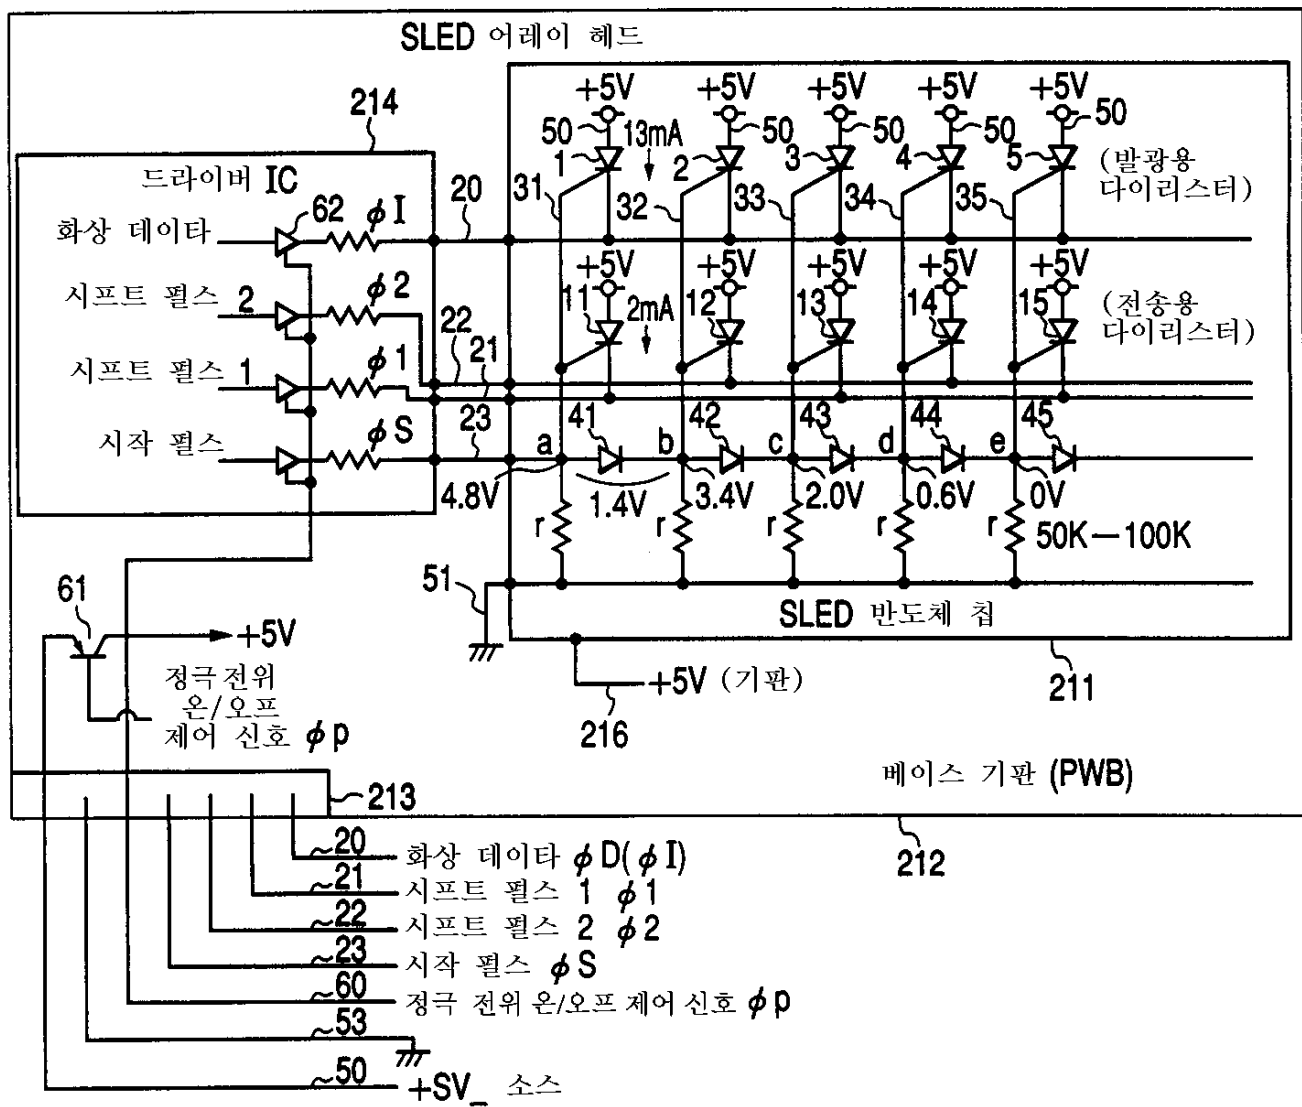 SLED 어레이 헤드
214
드라이버 IC
화상 데이타
62
φI
20
시프트 펄스 2
φ2
22
시프트 펄스 1
φ1
21
시작 펄스
φS
23
+5V +5V +5V +5V +5V
50 50 50 50 50
13mA
1 2 3 4 5
(발광용
다이리스터)
31 32 33 34 35
+5V +5V +5V +5V +5V
11 12 13 14 15
2mA
(전송용
다이리스터)
41 42 43 44 45
a b c d e
4.8V 1.4V 3.4V 2.0V 0.6V 0V
r r r r r
50K-100K
51
SLED 반도체 칩
211
+5V (기판)
216
61
+5V
정극 전위
온/오프
제어 신호 φp
베이스 기판 (PWB)
213
212
20 화상 데이타 φD(φI)
21 시프트 펄스 1 φ1
22 시프트 펄스 2 φ2
23 시작 펄스 φS
60 정극 전위 온/오프 제어 신호 φp
53
50 +SV_ 소스